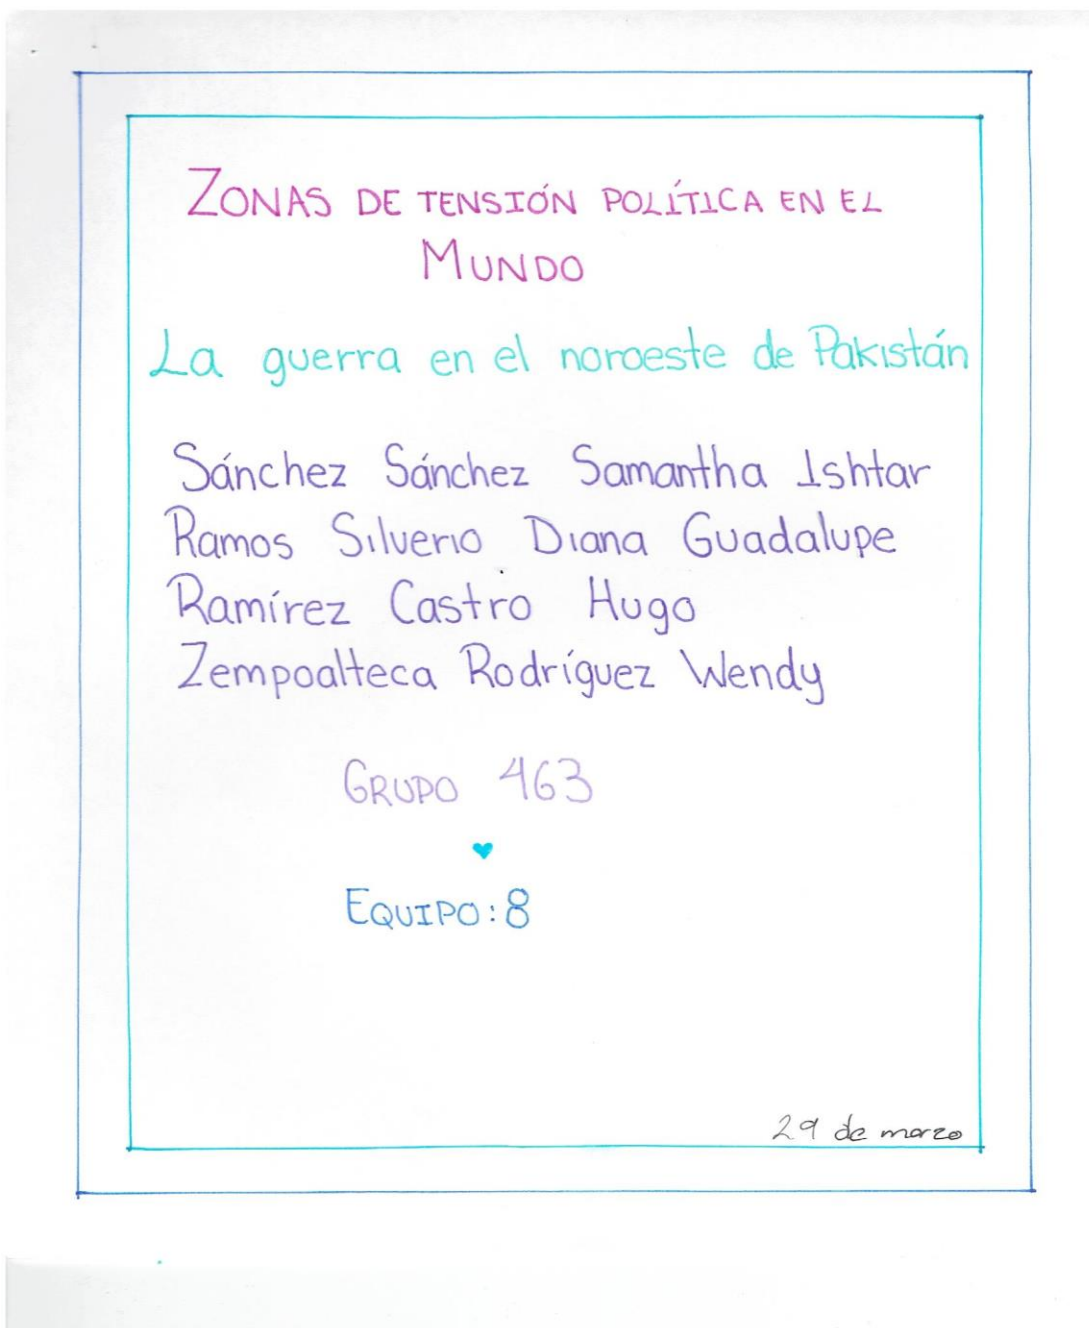 ZONAS DE TENSIÓN POLÍTICA EN EL
MUNDO
La guerra en el noroeste de Pakistán
Sánchez Sánchez Samantha Ishtar
Ramos Silverio Diana Guadalupe
Ramírez Castro Hugo
Zempoalteca Rodríguez Wendy
GRUPO 463
EQUIPO: 8
29 de marzo